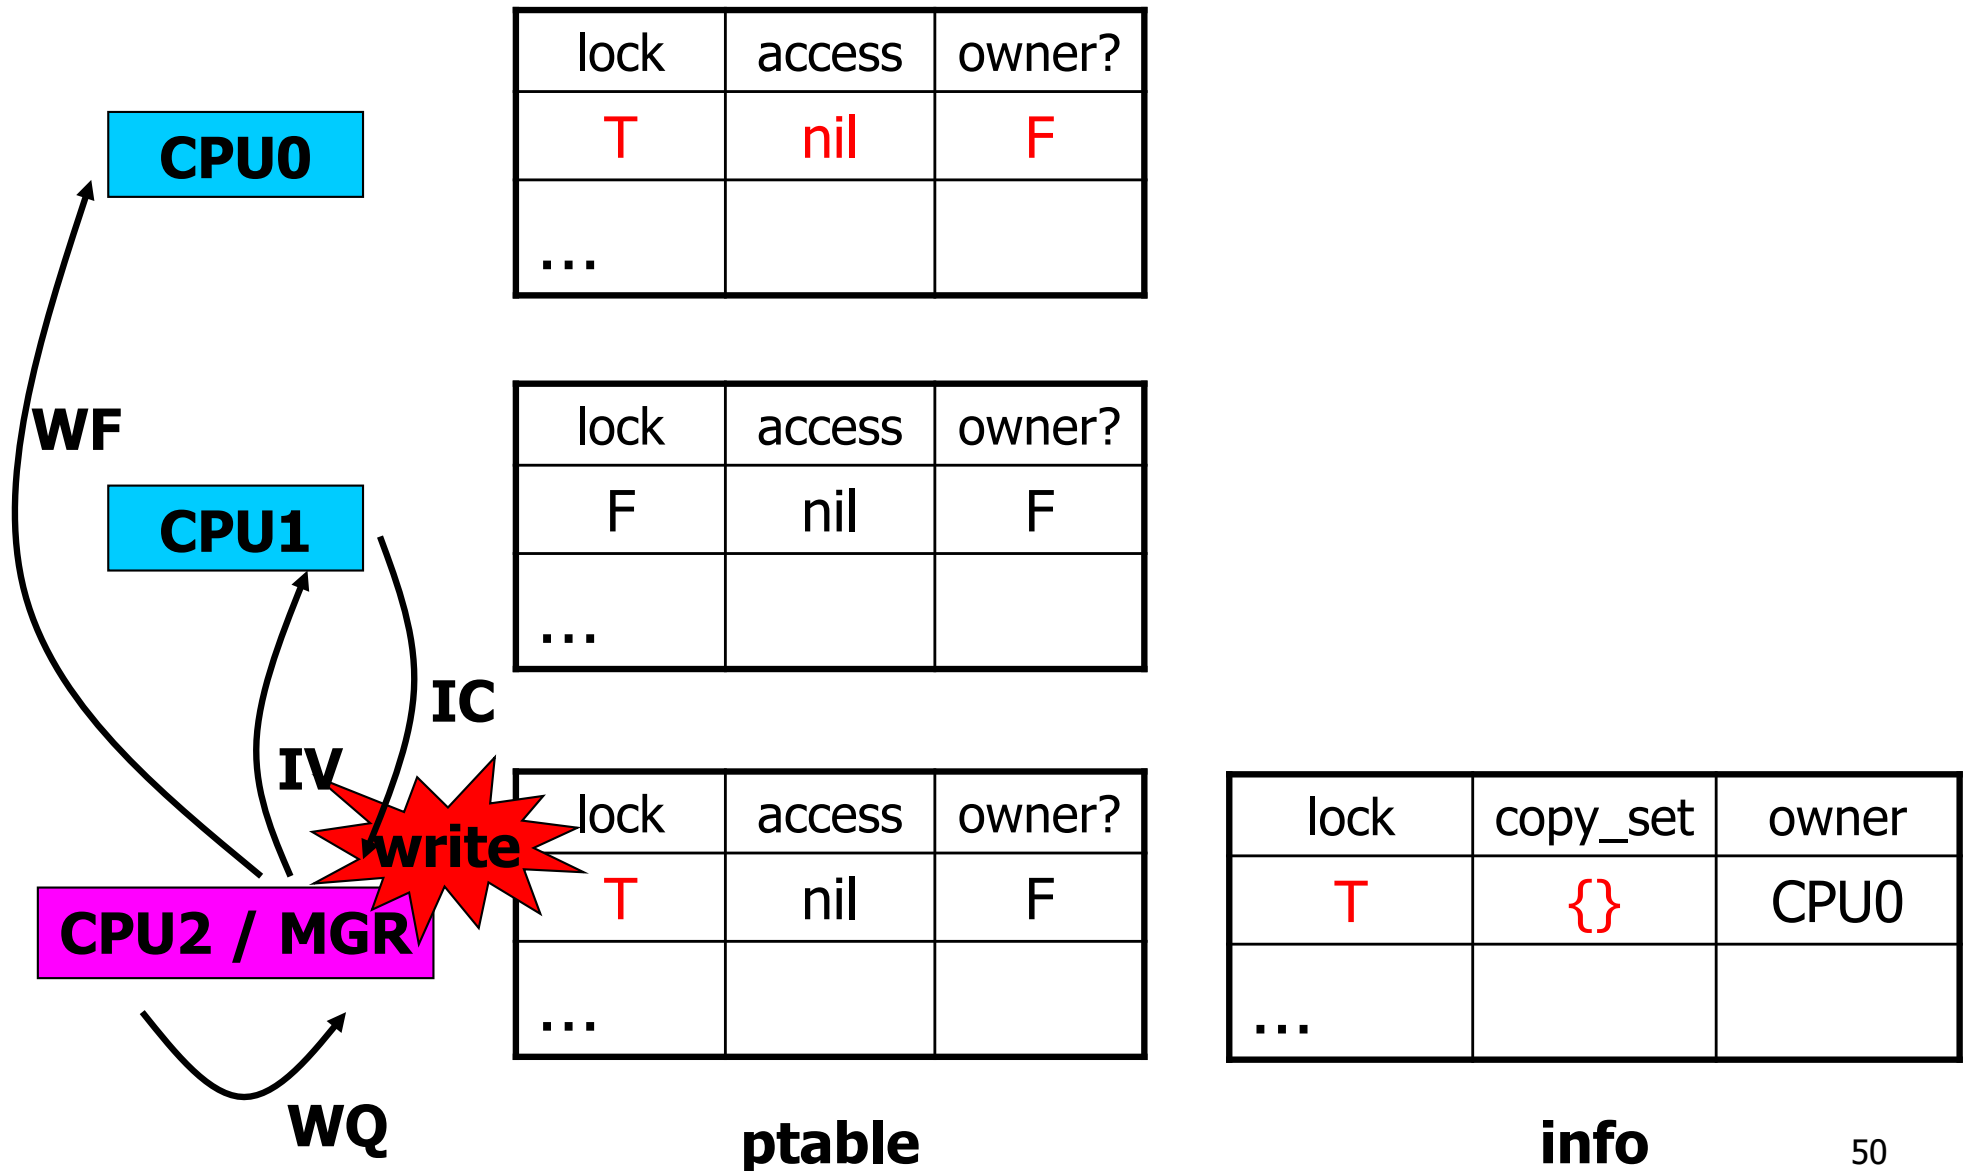 lock access owner?
CPU0
T nil F
...
WF
lock access owner?
CPU1
F nil F
...
IC
IV
lock access owner?
write
T nil F
CPU2 / MGR
...
lock copy_set owner
T {} CPU0
...
WQ
ptable
info
50